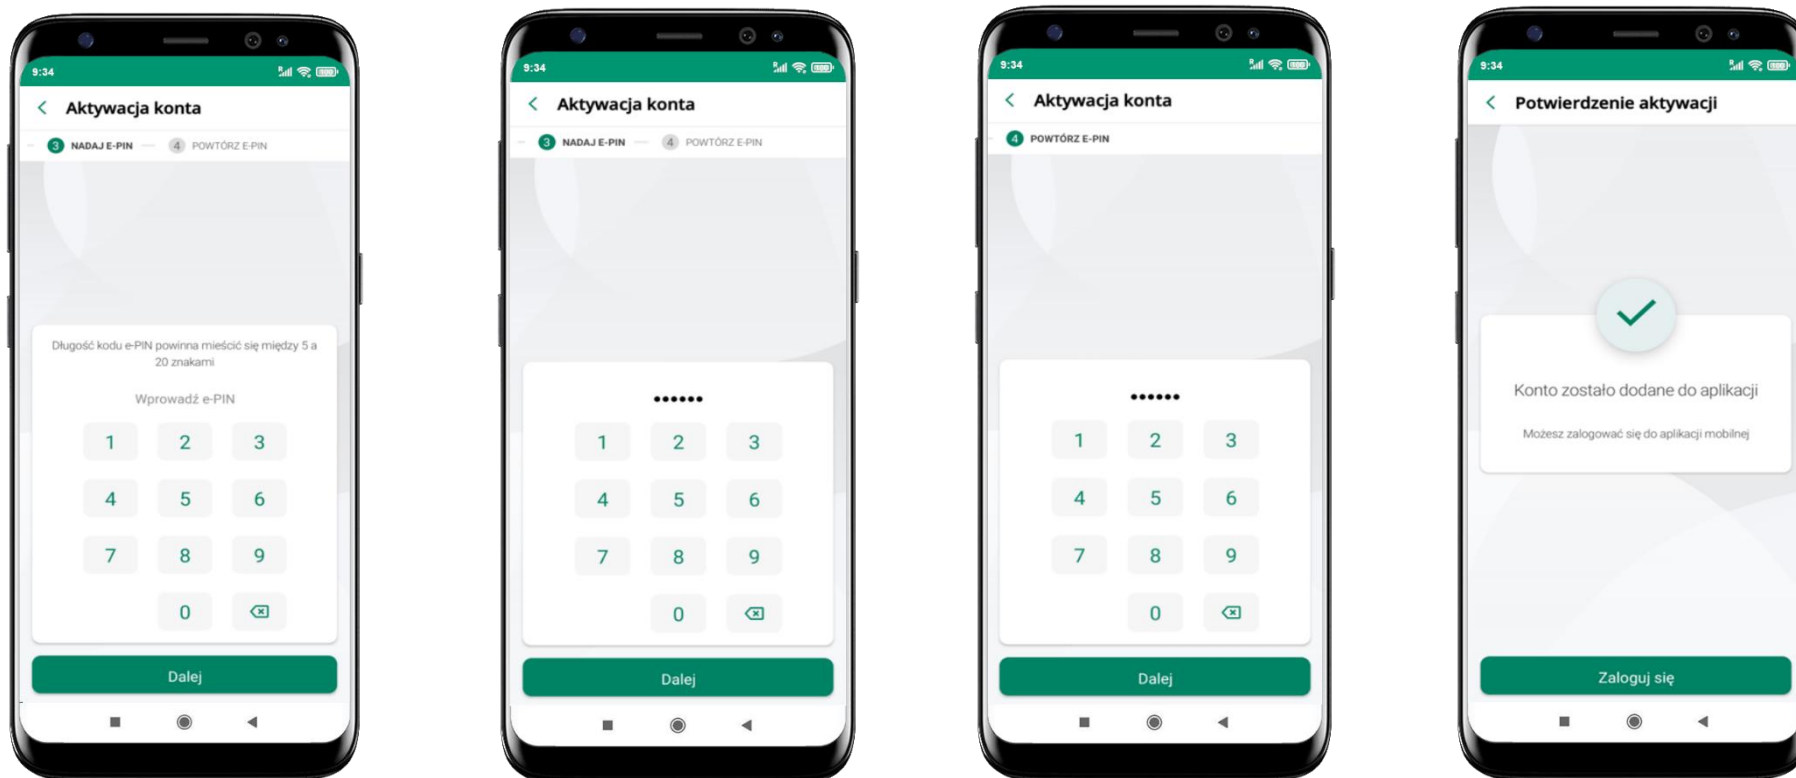 9:34
Aktywacja konta
3 NADAJ E-PIN 4 POWTÓRZ E-PIN
Długość kodu e-PIN powinna mieścić się między 5 a
20 znakami
Wprowadź e-PIN
1 2 3
4 5 6
7 8 9
0
Dalej
9:34
Aktywacja konta
3 NADAJ E-PIN 4 POWTÓRZ E-PIN
••••••
1 2 3
4 5 6
7 8 9
0
Dalej
9:34
Aktywacja konta
4 POWTÓRZ E-PIN
••••••
1 2 3
4 5 6
7 8 9
0
Dalej
9:34
Potwierdzenie aktywacji
Konto zostało dodane do aplikacji
Możesz zalogować się do aplikacji mobilnej
Zaloguj się